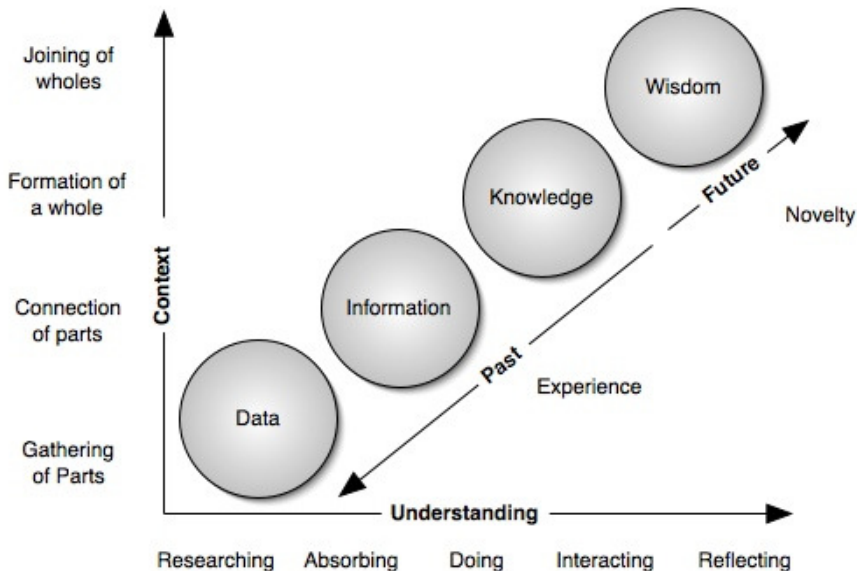 Joining of
wholes
Wisdom
Formation of
a whole
Knowledge
Future
Novelty
Context
Connection
of parts
Information
Past
Experience
Data
Gathering
of Parts
Understanding
Researching Absorbing Doing Interacting Reflecting